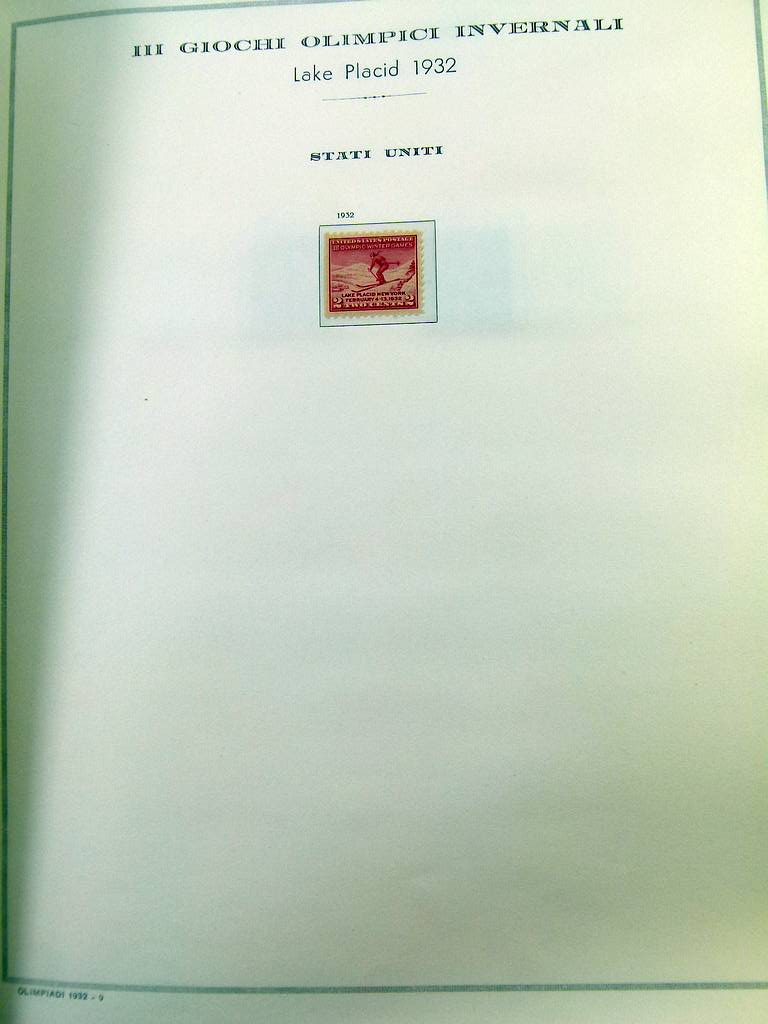 III GIOCHI OLIMPICI INVERNALI
Lake Placid 1932
STATI UNITI
1932
UNITED STATES POSTAGE
III OLYMPIC WINTER GAMES
LAKE PLACID NEW YORK
FEBRUARY 4-13, 1932
2 TWO CENTS 2
OLIMPIADI 1932 - 9